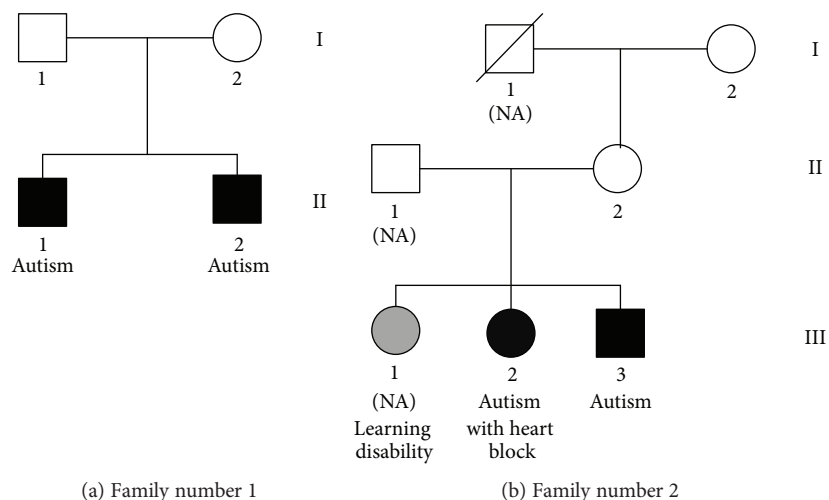 I
1
2
II
1
2
Autism
Autism
(a) Family number 1
I
1
(NA)
2
II
1
(NA)
2
III
1
2
3
(NA)
Autism
Autism
Learning
with heart
disability
block
(b) Family number 2